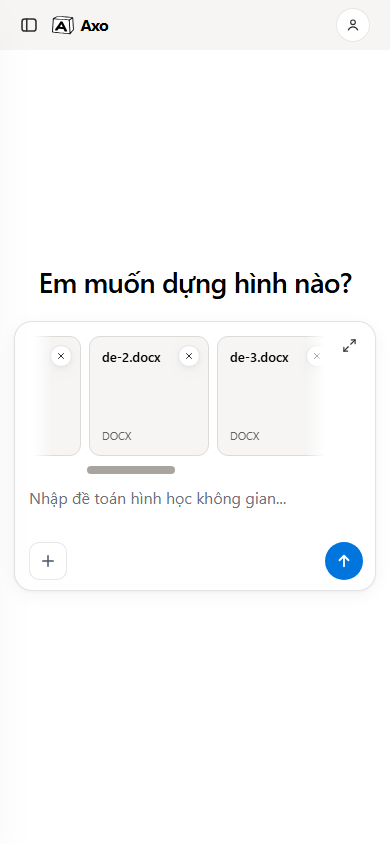 Axo
Em muốn dựng hình nào?
de-2.docx
de-3.docx
DOCX
DOCX
Nhập đề toán hình học không gian...